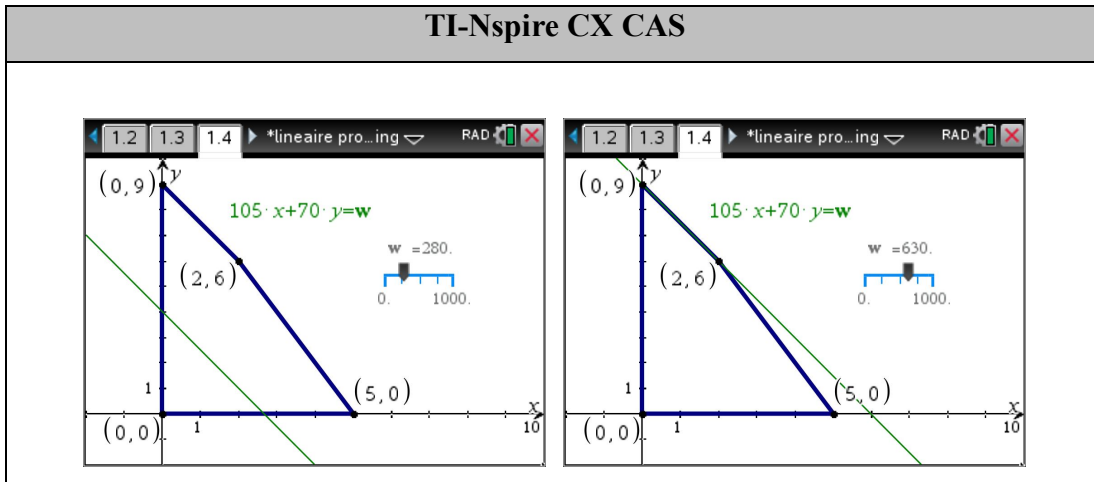 TI-Nspire CX CAS
1.2 1.3 1.4 *lineaire pro...ing RAD
y
(0,9)
105· x+70· y=w
w =280.
(2,6)
0. 1000.
1
(5,0)
x
(0,0) 1 10
1.2 1.3 1.4 *lineaire pro...ing RAD
y
(0,9)
105· x+70· y=w
w =630.
(2,6)
0. 1000.
1
(5,0)
x
(0,0) 1 10